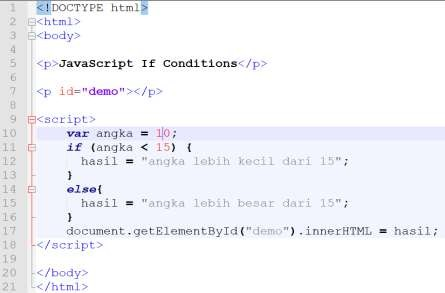 1 <!DOCTYPE html>
2 <html>
3 <body>
4
5 <p>JavaScript If Conditions</p>
6
7 <p id="demo"></p>
8
9 <script>
10 var angka = 10;
11 if (angka < 15) {
12 hasil = "angka lebih kecil dari 15";
13 }
14 else{
15 hasil = "angka lebih besar dari 15";
16 }
17 document.getElementById("demo").innerHTML = hasil;
18 </script>
19
20 </body>
21 </html>